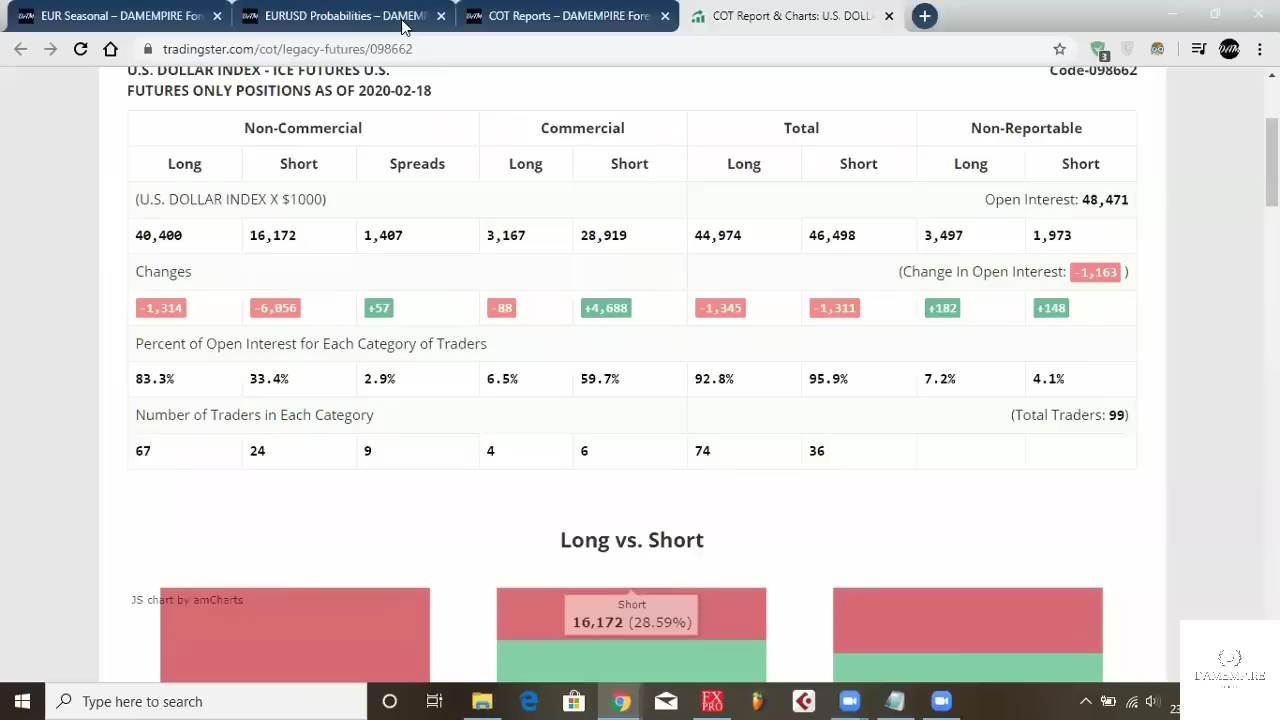 EUR Seasonal – DAMEMPIRE For
EURUSD Probabilities – DAMEM
COT Reports – DAMEMPIRE Fore
COT Report & Charts: U.S. DOLL
tradingster.com/cot/legacy-futures/098662
3
U.S. DOLLAR INDEX - ICE FUTURES U.S. Code-098662
FUTURES ONLY POSITIONS AS OF 2020-02-18
Non-Commercial Commercial Total Non-Reportable
Long Short Spreads Long Short Long Short Long Short
(U.S. DOLLAR INDEX X $1000) Open Interest: 48,471
40,400 16,172 1,407 3,167 28,919 44,974 46,498 3,497 1,973
Changes (Change In Open Interest: -1,163 )
-1,314 -6,056 +57 -88 +4,688 -1,345 -1,311 +182 +148
Percent of Open Interest for Each Category of Traders
83.3% 33.4% 2.9% 6.5% 59.7% 92.8% 95.9% 7.2% 4.1%
Number of Traders in Each Category (Total Traders: 99)
67 24 9 4 6 74 36
Long vs. Short
JS chart by amCharts
Short
16,172 (28.59%)
DAMEMPIRE
Type here to search
FX
PRO
23